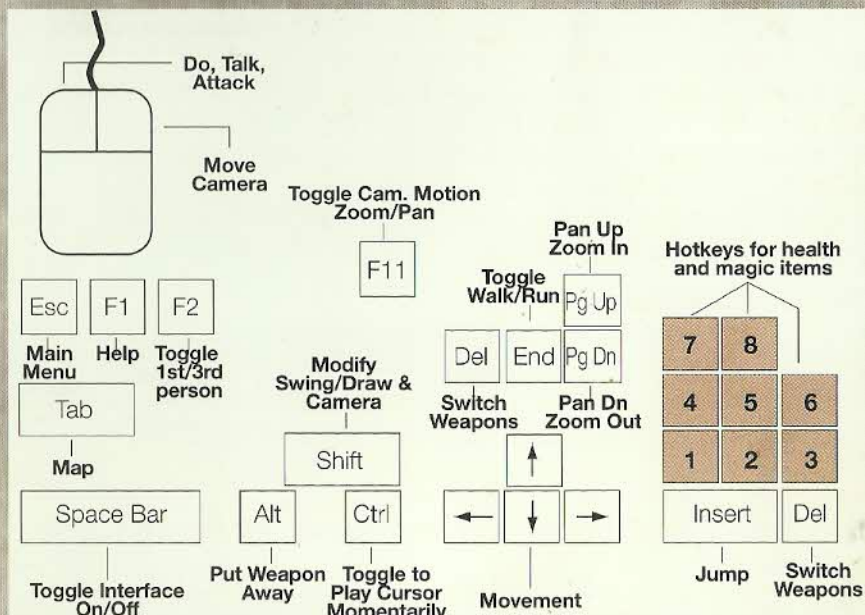 Do, Talk,
Attack
Move
Camera
Toggle Cam. Motion
Zoom/Pan
F11
Pan Up
Zoom In
Toggle
Walk/Run
Pg Up
Hotkeys for health
and magic items
Esc
F1
F2
Main
Menu
Help
Toggle
1st/3rd
person
Del
End
Pg Dn
Switch
Weapons
Pan Dn
Zoom Out
7
8
4
5
6
1
2
3
Tab
Map
Modify
Swing/Draw &
Camera
Shift
Space Bar
Alt
Ctrl
Insert
Del
Toggle Interface
On/Off
Put Weapon
Away
Toggle to
Play Cursor
Momentarily
Movement
Jump
Switch
Weapons